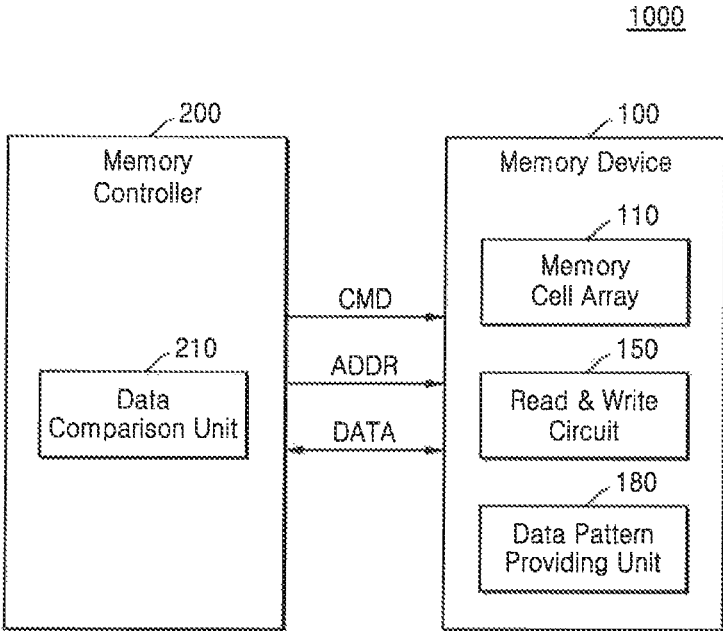 1000
200
Memory
Controller
210
Data
Comparison Unit
CMD
ADDR
DATA
100
Memory Device
110
Memory
Cell Array
150
Read & Write
Circuit
180
Data Pattern
Providing Unit